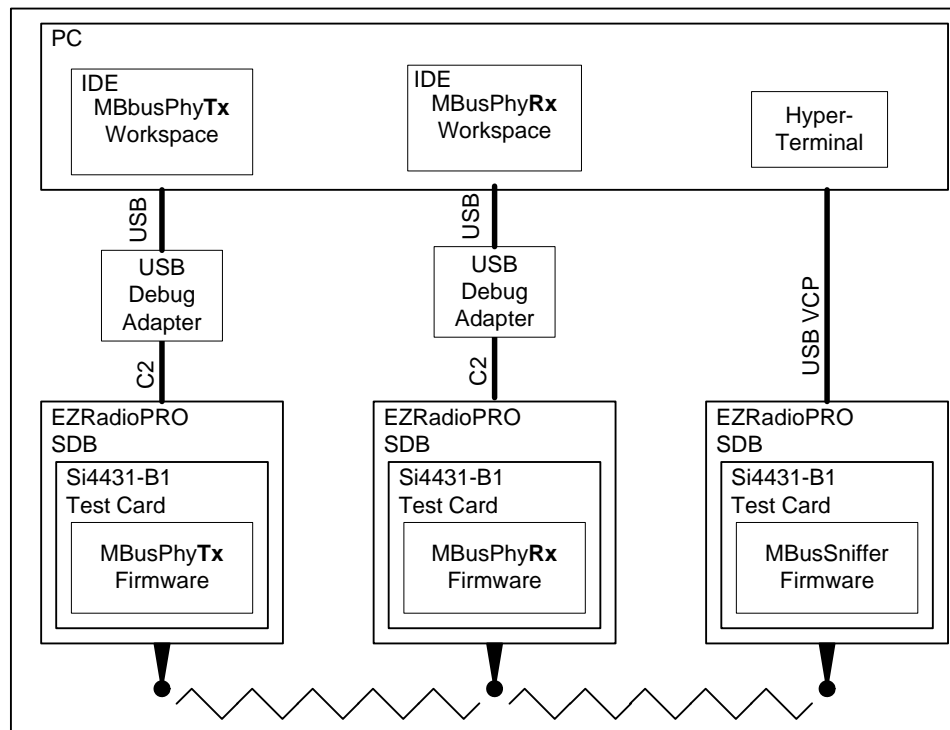 PC
IDE
MBbusPhyTx
Workspace
IDE
MBusPhyRx
Workspace
Hyper-
Terminal
USB
USB
USB
Debug
Adapter
USB
Debug
Adapter
USB VCP
C2
C2
EZRadioPRO
SDB
Si4431-B1
Test Card
MBusPhyTx
Firmware
EZRadioPRO
SDB
Si4431-B1
Test Card
MBusPhyRx
Firmware
EZRadioPRO
SDB
Si4431-B1
Test Card
MBusSniffer
Firmware